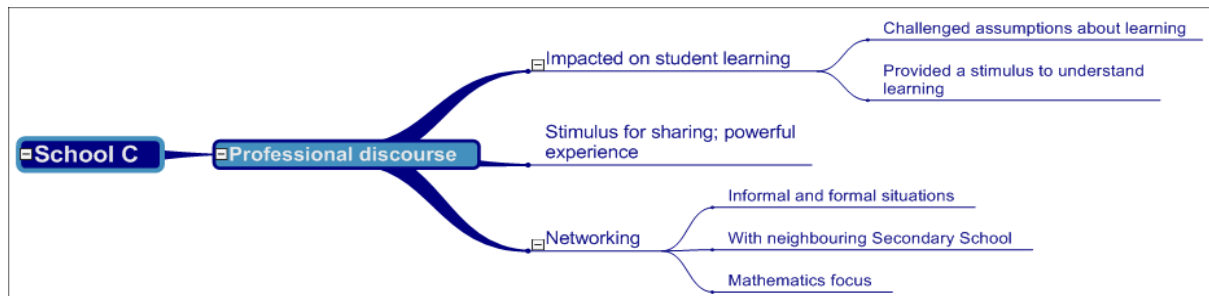 School C
Professional discourse
Impacted on student learning
Challenged assumptions about learning
Provided a stimulus to understand
learning
Stimulus for sharing; powerful
experience
Networking
Informal and formal situations
With neighbouring Secondary School
Mathematics focus